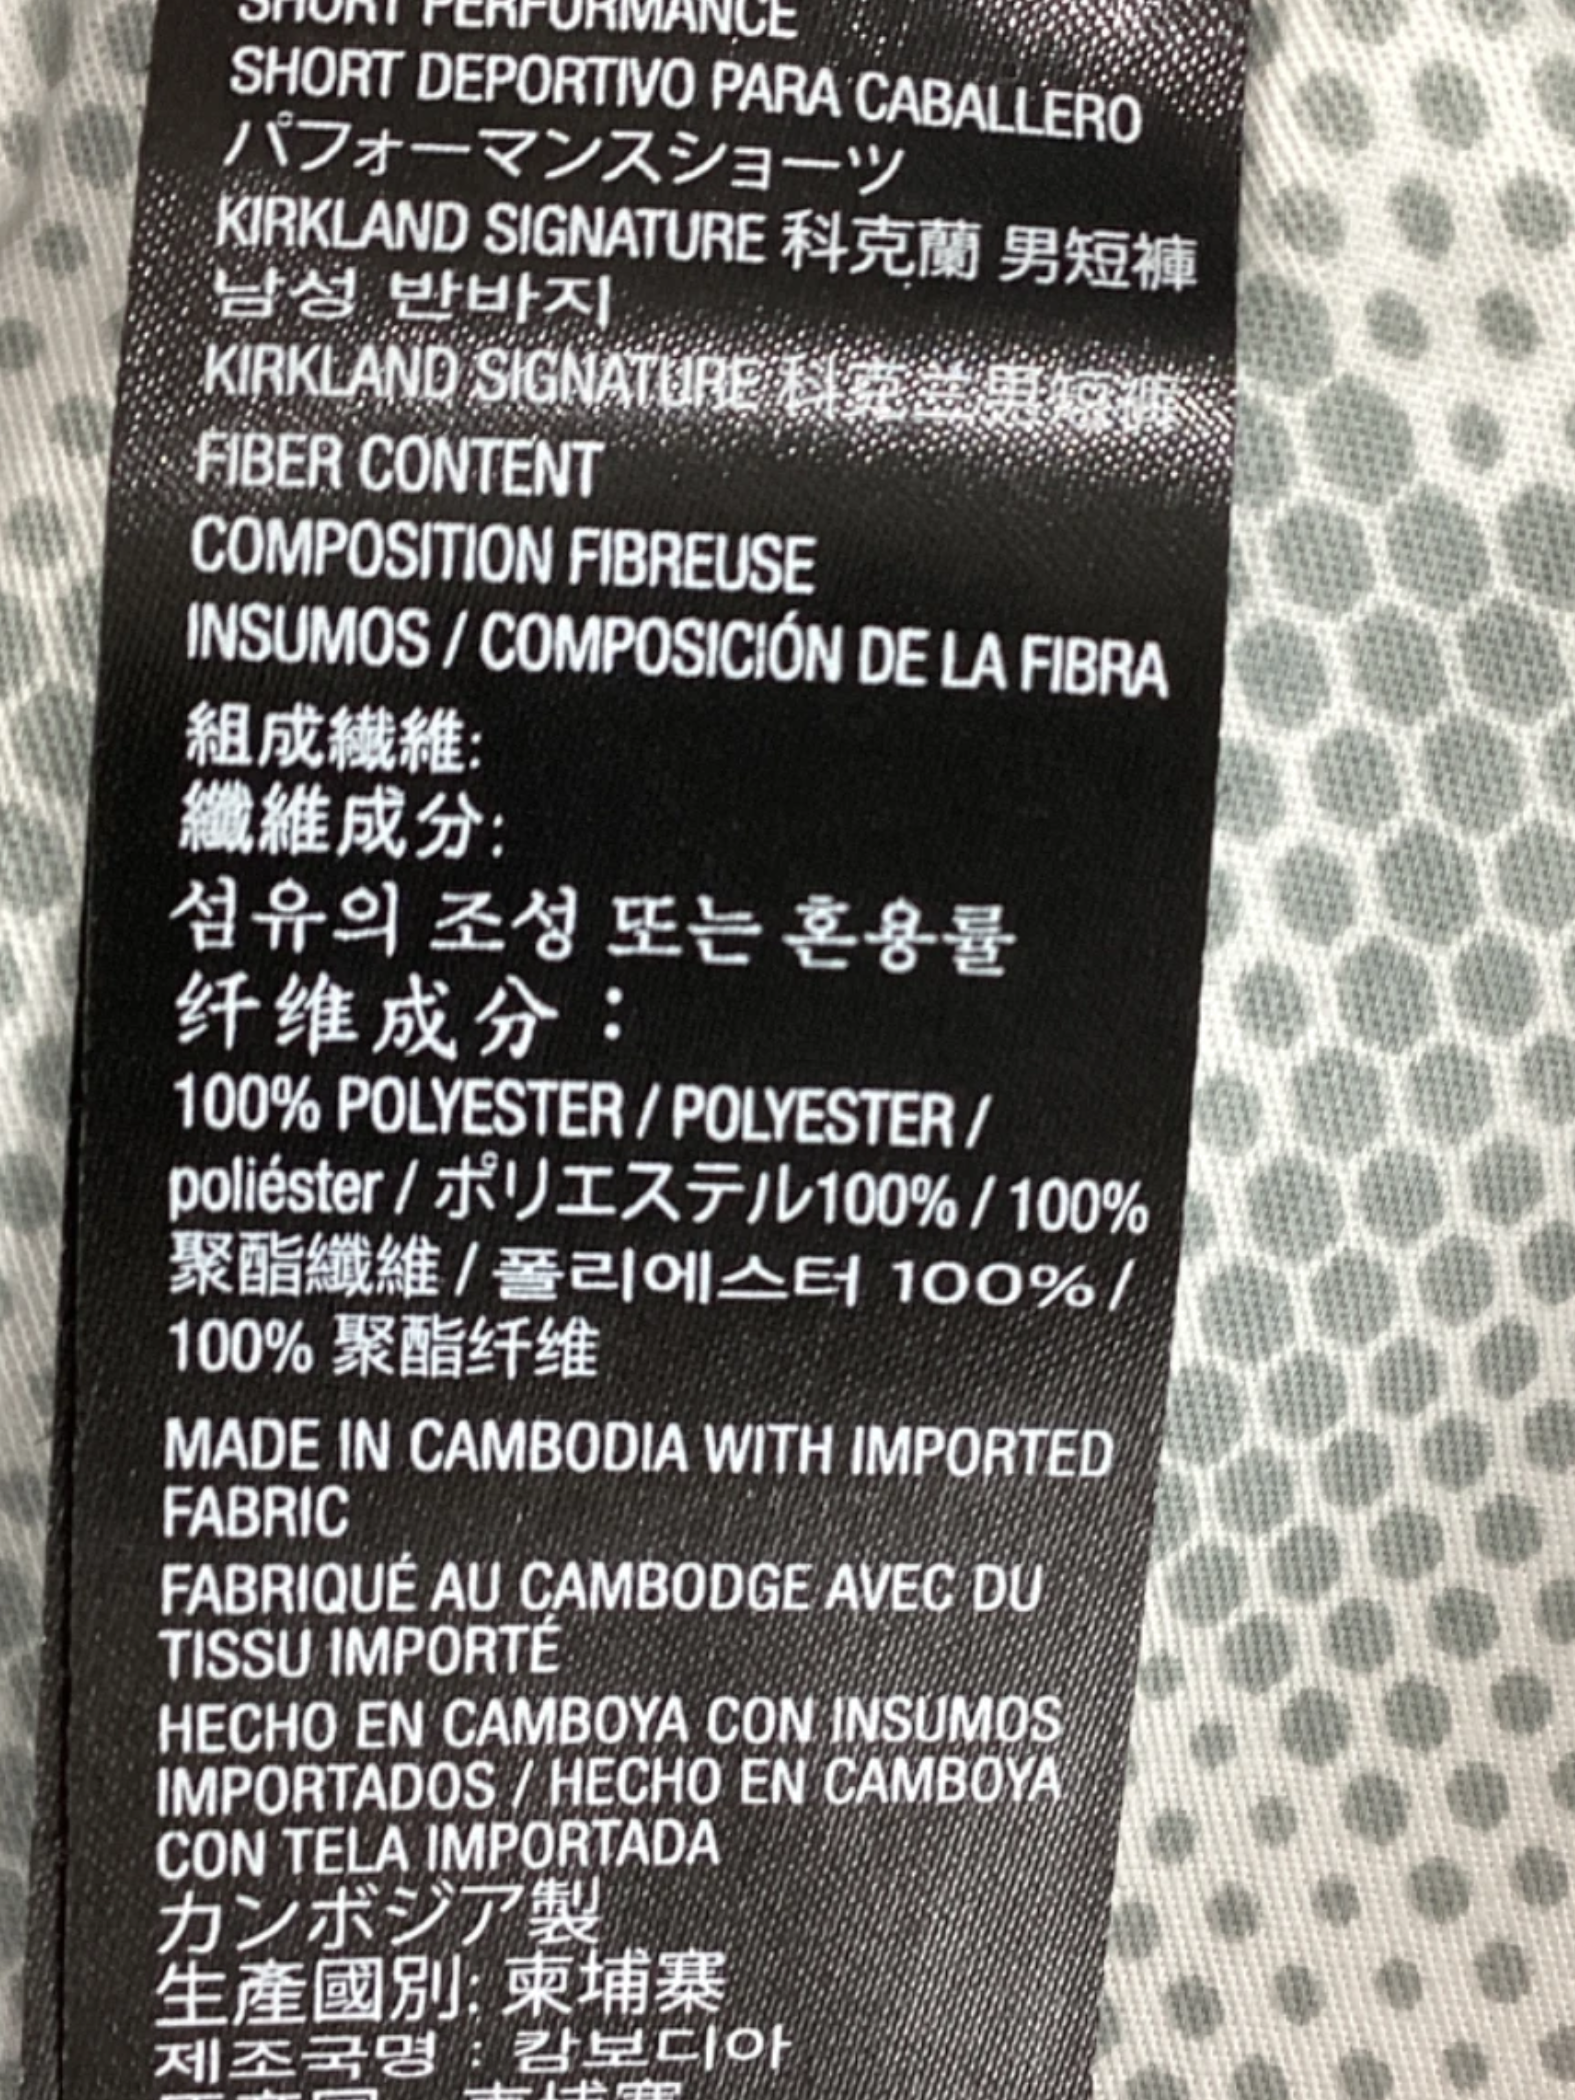 SHORT PERFORMANCE
SHORT DEPORTIVO PARA CABALLERO
パフォーマンスショーツ
KIRKLAND SIGNATURE 科克蘭 男短褲
남성 반바지
KIRKLAND SIGNATURE 科克兰男短裤
FIBER CONTENT
COMPOSITION FIBREUSE
INSUMOS / COMPOSICIÓN DE LA FIBRA
組成繊維:
纖維成分:
섬유의 조성 또는 혼용률
纤维成分：
100% POLYESTER / POLYESTER /
poliéster / ポリエステル100% / 100%
聚酯纖維 / 폴리에스터 100% /
100% 聚酯纤维
MADE IN CAMBODIA WITH IMPORTED
FABRIC
FABRIQUÉ AU CAMBODGE AVEC DU
TISSU IMPORTÉ
HECHO EN CAMBOYA CON INSUMOS
IMPORTADOS / HECHO EN CAMBOYA
CON TELA IMPORTADA
カンボジア製
生產國別: 柬埔寨
제조국명 : 캄보디아